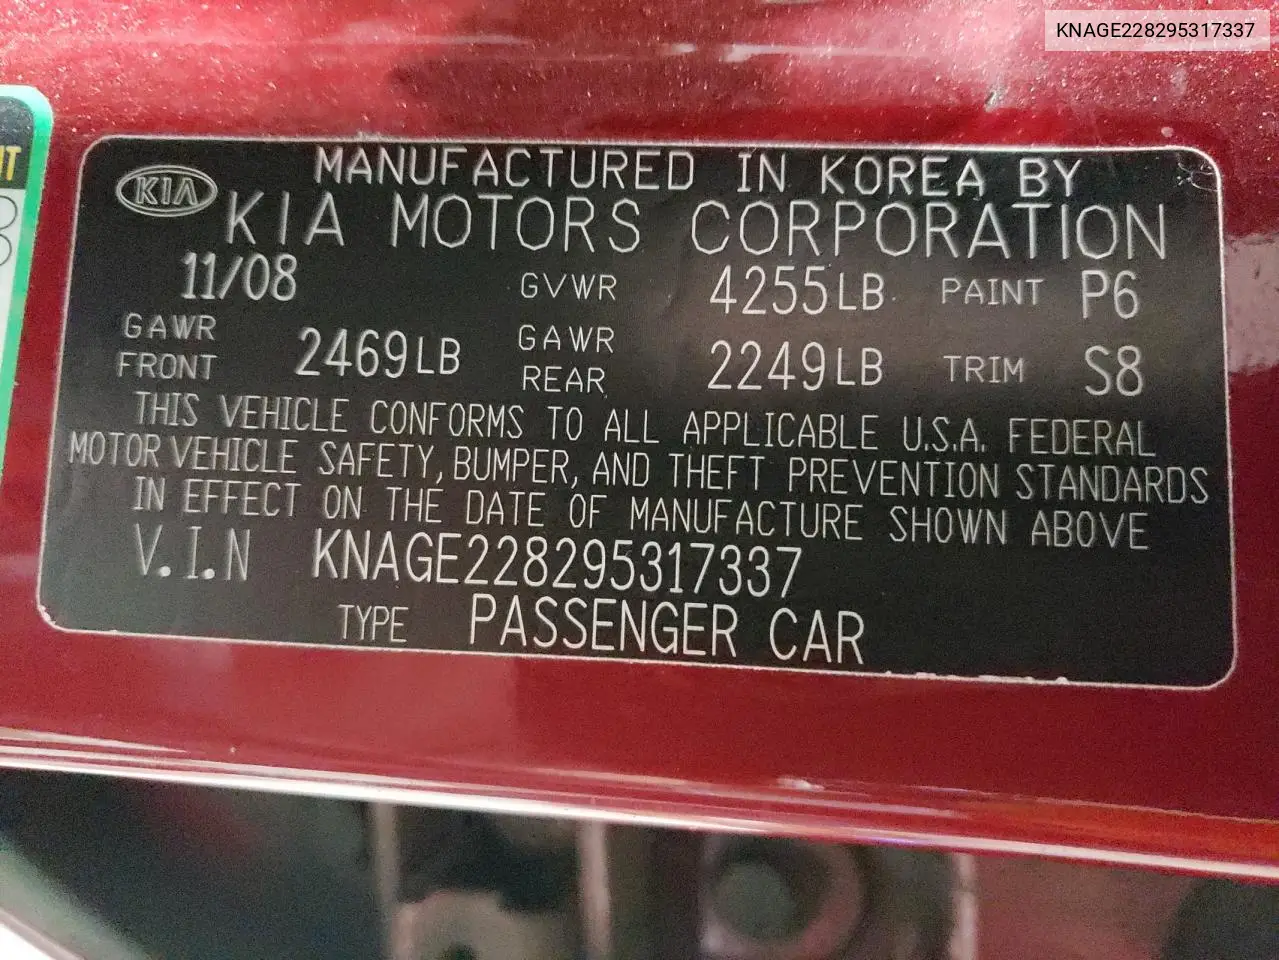 KNAGE228295317337
MANUFACTURED IN KOREA BY
KIA
KIA MOTORS CORPORATION
11/08 GVWR 4255LB PAINT P6
GAWR FRONT 2469LB GAWR REAR 2249LB TRIM S8
THIS VEHICLE CONFORMS TO ALL APPLICABLE U.S.A. FEDERAL
MOTOR VEHICLE SAFETY, BUMPER, AND THEFT PREVENTION STANDARDS
IN EFFECT ON THE DATE OF MANUFACTURE SHOWN ABOVE
V.I.N KNAGE228295317337
TYPE PASSENGER CAR